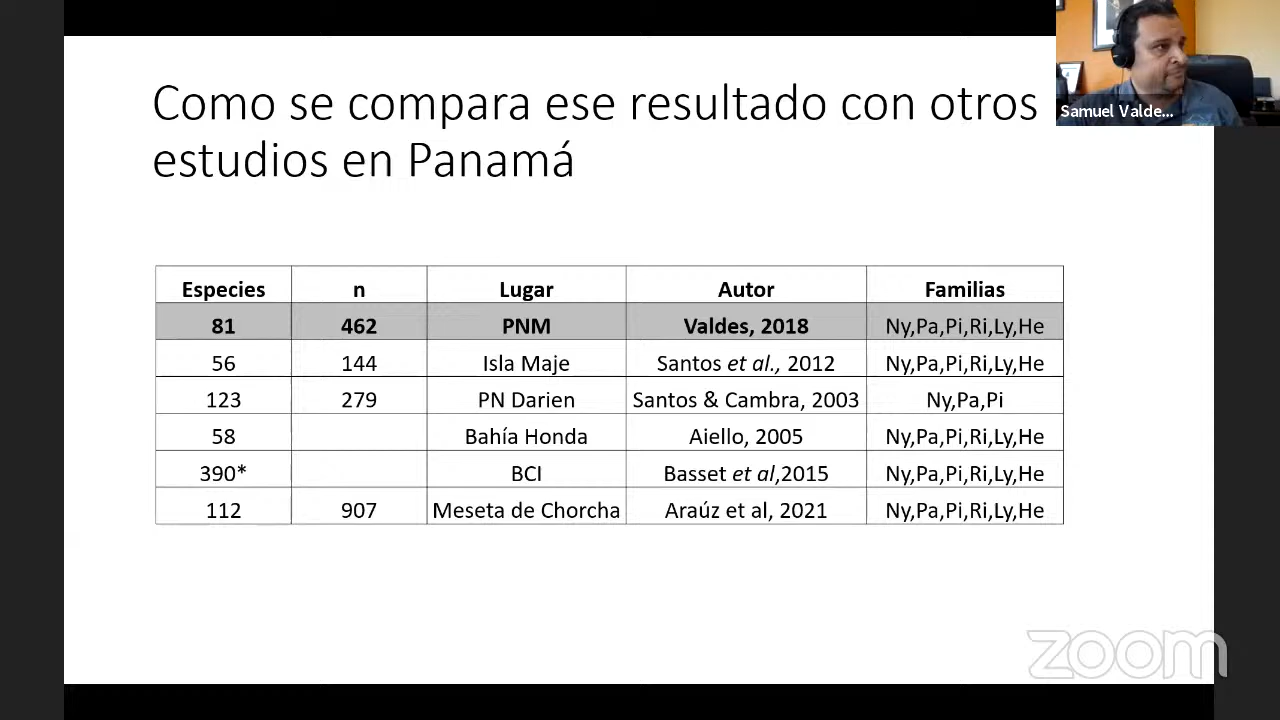 Como se compara ese resultado con otros
estudios en Panamá
Samuel Valde...
Especies n Lugar Autor Familias
81 462 PNM Valdes, 2018 Ny,Pa,Pi,Ri,Ly,He
56 144 Isla Maje Santos et al., 2012 Ny,Pa,Pi,Ri,Ly,He
123 279 PN Darien Santos & Cambra, 2003 Ny,Pa,Pi
58 Bahía Honda Aiello, 2005 Ny,Pa,Pi,Ri,Ly,He
390* BCI Basset et al,2015 Ny,Pa,Pi,Ri,Ly,He
112 907 Meseta de Chorcha Araúz et al, 2021 Ny,Pa,Pi,Ri,Ly,He
zoom